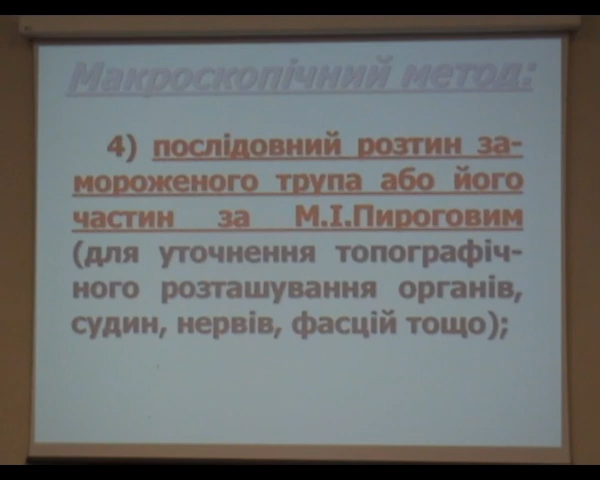 Макроскопічний метод:
4) послідовний розтин за-
мороженого трупа або його
частин за М.І.Пироговим
(для уточнення топографіч-
ного розташування органів,
судин, нервів, фасцій тощо);